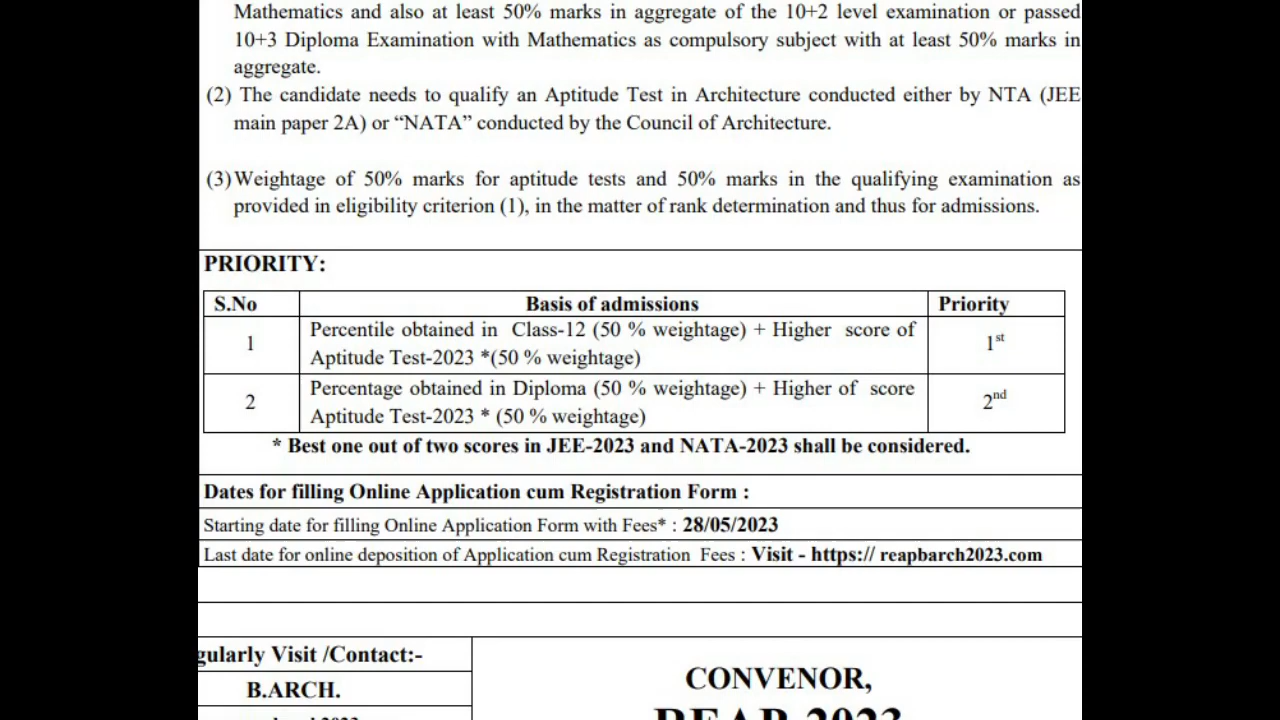 Mathematics and also at least 50% marks in aggregate of the 10+2 level examination or passed
10+3 Diploma Examination with Mathematics as compulsory subject with at least 50% marks in
aggregate.
(2) The candidate needs to qualify an Aptitude Test in Architecture conducted either by NTA (JEE
main paper 2A) or “NATA” conducted by the Council of Architecture.
(3) Weightage of 50% marks for aptitude tests and 50% marks in the qualifying examination as
provided in eligibility criterion (1), in the matter of rank determination and thus for admissions.
PRIORITY:
S.No Basis of admissions Priority
1 Percentile obtained in Class-12 (50 % weightage) + Higher score of
Aptitude Test-2023 *(50 % weightage) 1st
2 Percentage obtained in Diploma (50 % weightage) + Higher of score
Aptitude Test-2023 * (50 % weightage) 2nd
* Best one out of two scores in JEE-2023 and NATA-2023 shall be considered.
Dates for filling Online Application cum Registration Form :
Starting date for filling Online Application Form with Fees* : 28/05/2023
Last date for online deposition of Application cum Registration Fees : Visit - https:// reapbarch2023.com
gularly Visit /Contact:-
B.ARCH.
CONVENOR,
REAP-2023